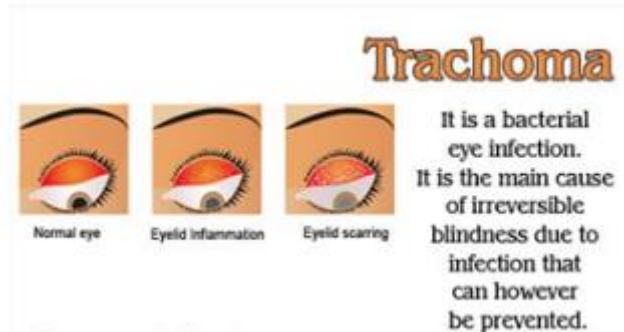 Trachoma
It is a bacterial
eye infection.
It is the main cause
of irreversible
blindness due to
infection that
can however
be prevented.
Normal eye
Eyelid Inflammation
Eyelid scarring